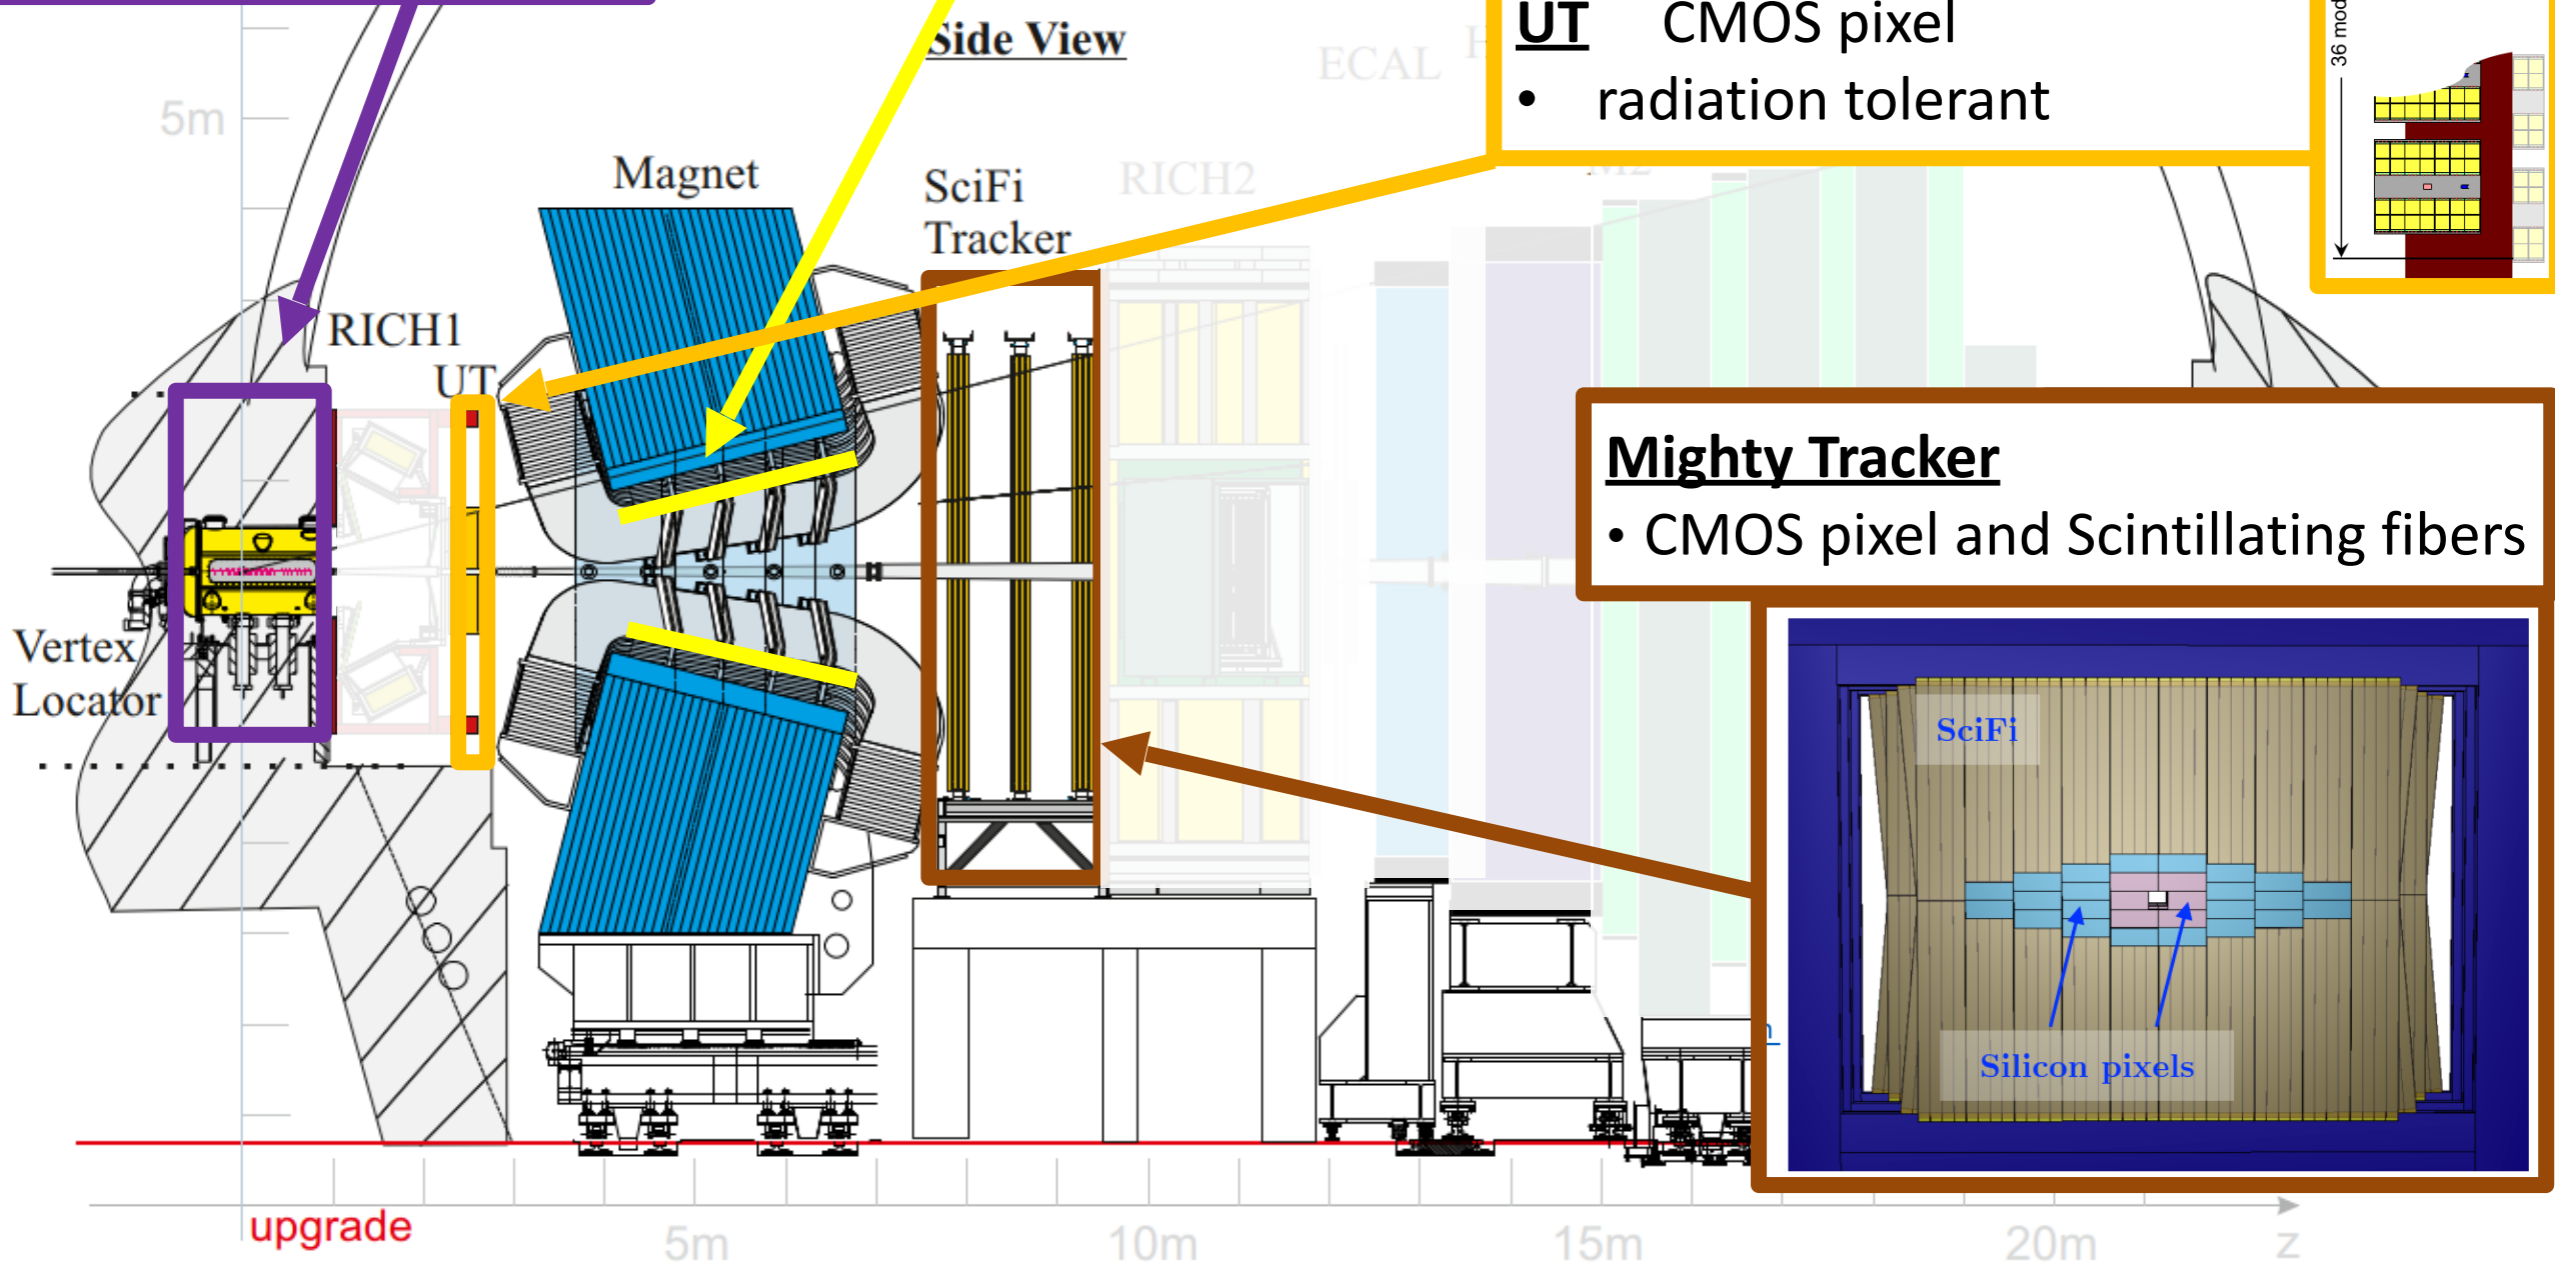 Side View
UT CMOS pixel
• radiation tolerant
36 mod
ECAL
5m
Magnet
SciFi
Tracker
RICH2
M2
RICH1
UT
Vertex
Locator
Mighty Tracker
• CMOS pixel and Scintillating fibers
SciFi
Silicon pixels
upgrade
5m
10m
15m
20m
z